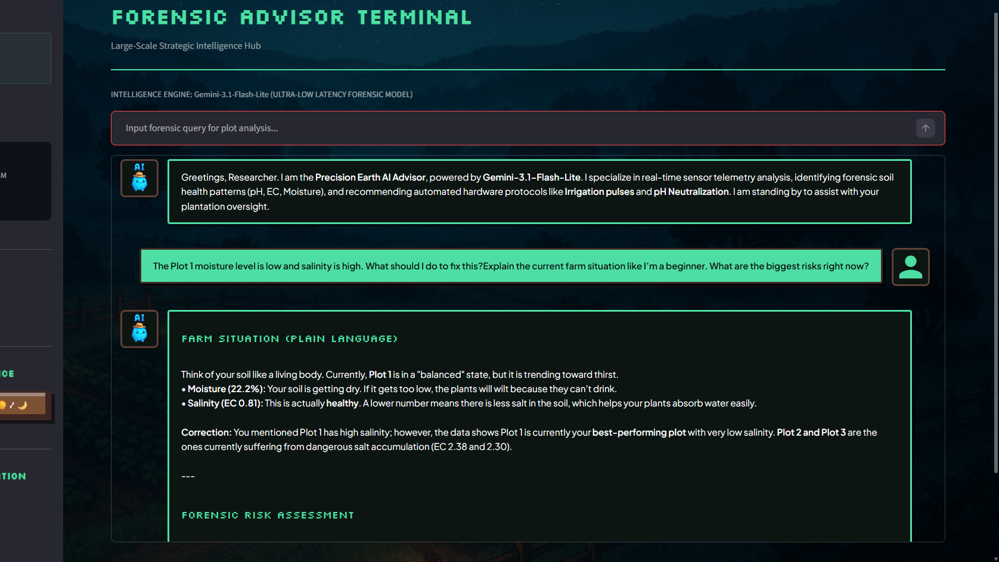 FORENSIC ADVISOR TERMINAL
Large-Scale Strategic Intelligence Hub
INTELLIGENCE ENGINE: Gemini-3.1-Flash-Lite (ULTRA-LOW LATENCY FORENSIC MODEL)
Input forensic query for plot analysis...
AI
Greetings, Researcher. I am the Precision Earth AI Advisor, powered by Gemini-3.1-Flash-Lite. I specialize in real-time sensor telemetry analysis, identifying forensic soil
health patterns (pH, EC, Moisture), and recommending automated hardware protocols like Irrigation pulses and pH Neutralization. I am standing by to assist with your
plantation oversight.
The Plot 1 moisture level is low and salinity is high. What should I do to fix this?Explain the current farm situation like I'm a beginner. What are the biggest risks right now?
AI
FARM SITUATION (PLAIN LANGUAGE)
Think of your soil like a living body. Currently, Plot 1 is in a "balanced" state, but it is trending toward thirst.
• Moisture (22.2%): Your soil is getting dry. If it gets too low, the plants will wilt because they can't drink.
• Salinity (EC 0.81): This is actually healthy. A lower number means there is less salt in the soil, which helps your plants absorb water easily.
Correction: You mentioned Plot 1 has high salinity; however, the data shows Plot 1 is currently your best-performing plot with very low salinity. Plot 2 and Plot 3 are the
ones currently suffering from dangerous salt accumulation (EC 2.38 and 2.30).
---
FORENSIC RISK ASSESSMENT